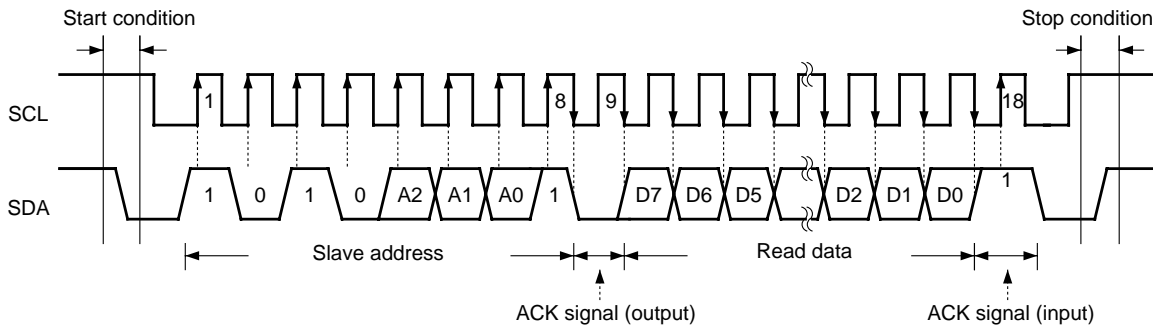 Start condition Stop condition
SCL 1 8 9 18
SDA 1 0 1 0 A2 A1 A0 1 D7 D6 D5 D2 D1 D0 1
Slave address Read data
ACK signal (output) ACK signal (input)